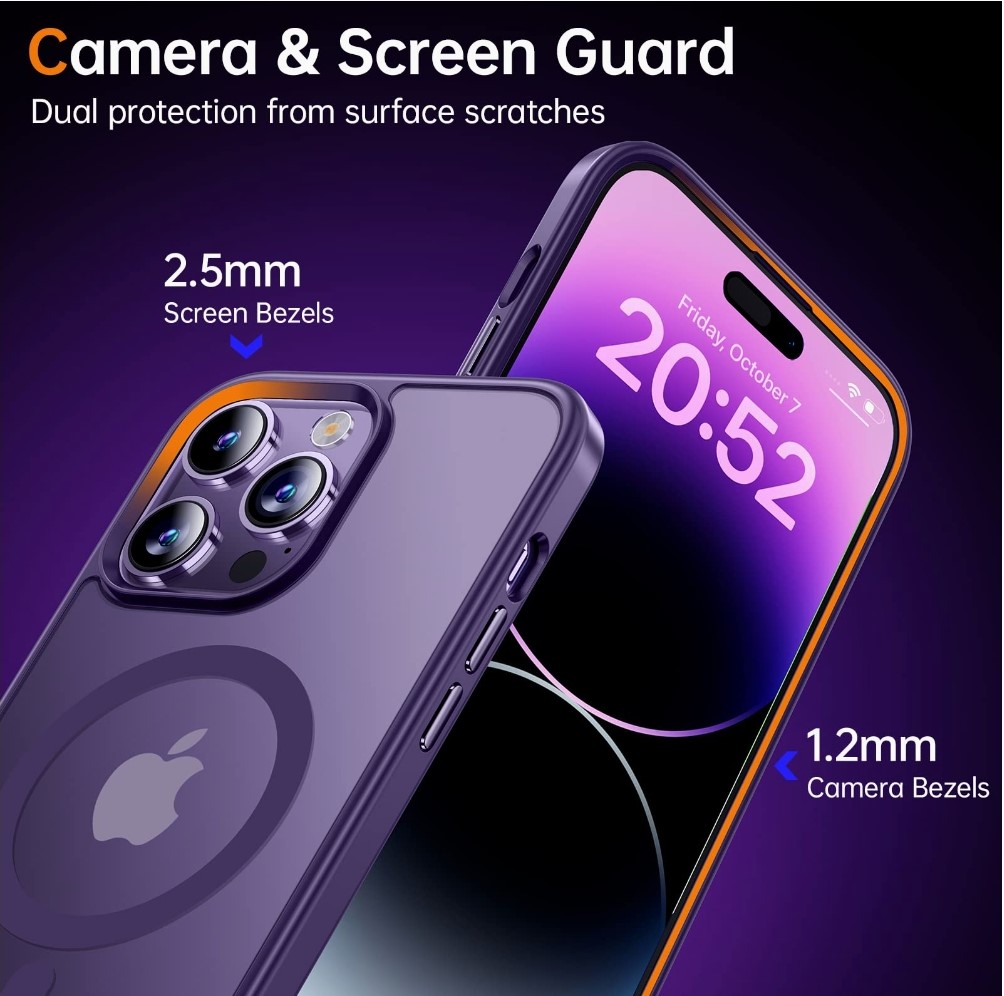 Camera & Screen Guard
Dual protection from surface scratches
2.5mm
Screen Bezels
Friday, October 7
20:52
1.2mm
Camera Bezels